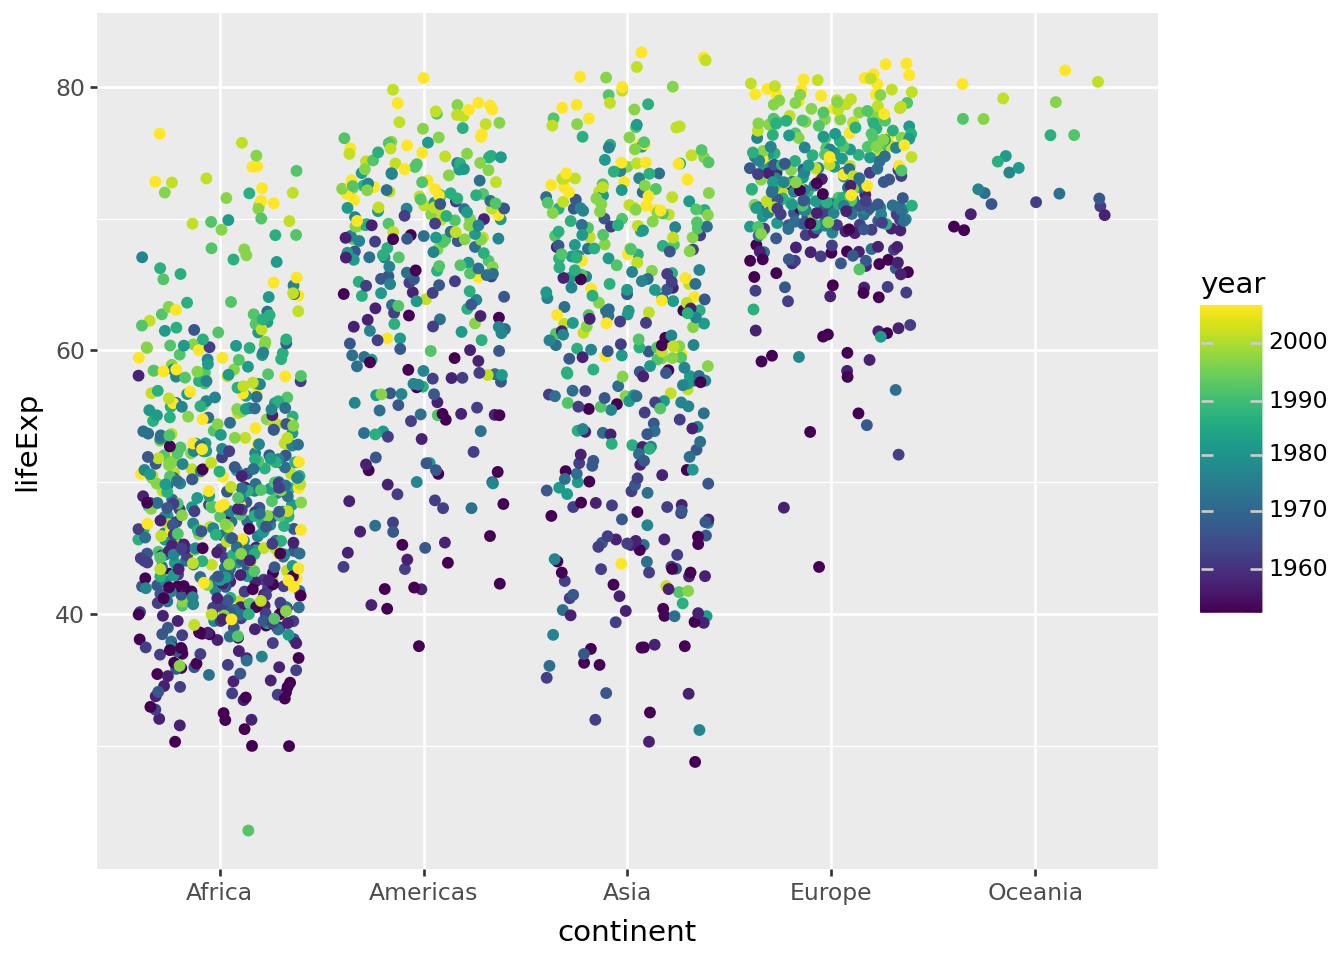 80
60
40
lifeExp
Africa
Americas
Asia
Europe
Oceania
continent
year
2000
1990
1980
1970
1960